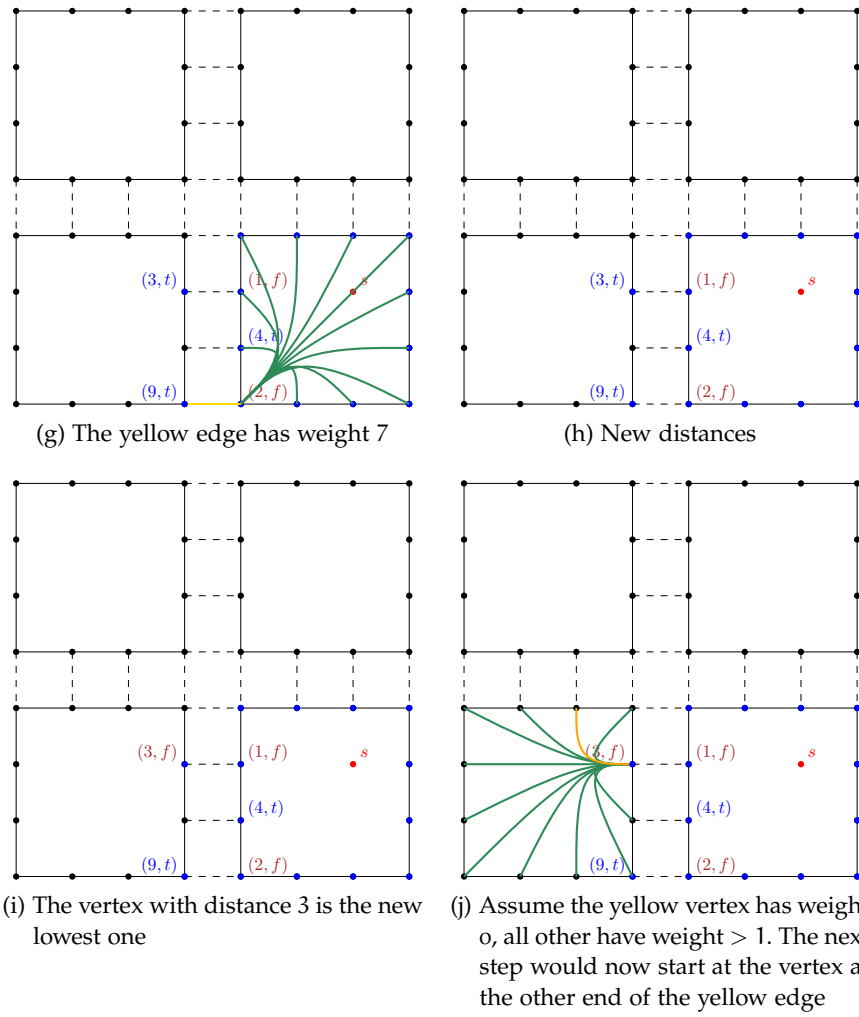 (3, t)
(1, f)
s
(4, t)
(9, t)
(2, f)
(g) The yellow edge has weight 7
(3, t)
(1, f)
s
(4, t)
(9, t)
(2, f)
(h) New distances
(3, f)
(1, f)
s
(4, t)
(9, t)
(2, f)
(i) The vertex with distance 3 is the new
lowest one
(3, f)
(1, f)
s
(4, t)
(9, t)
(2, f)
(j) Assume the yellow vertex has weigh
0, all other have weight > 1. The nex
step would now start at the vertex a
the other end of the yellow edge